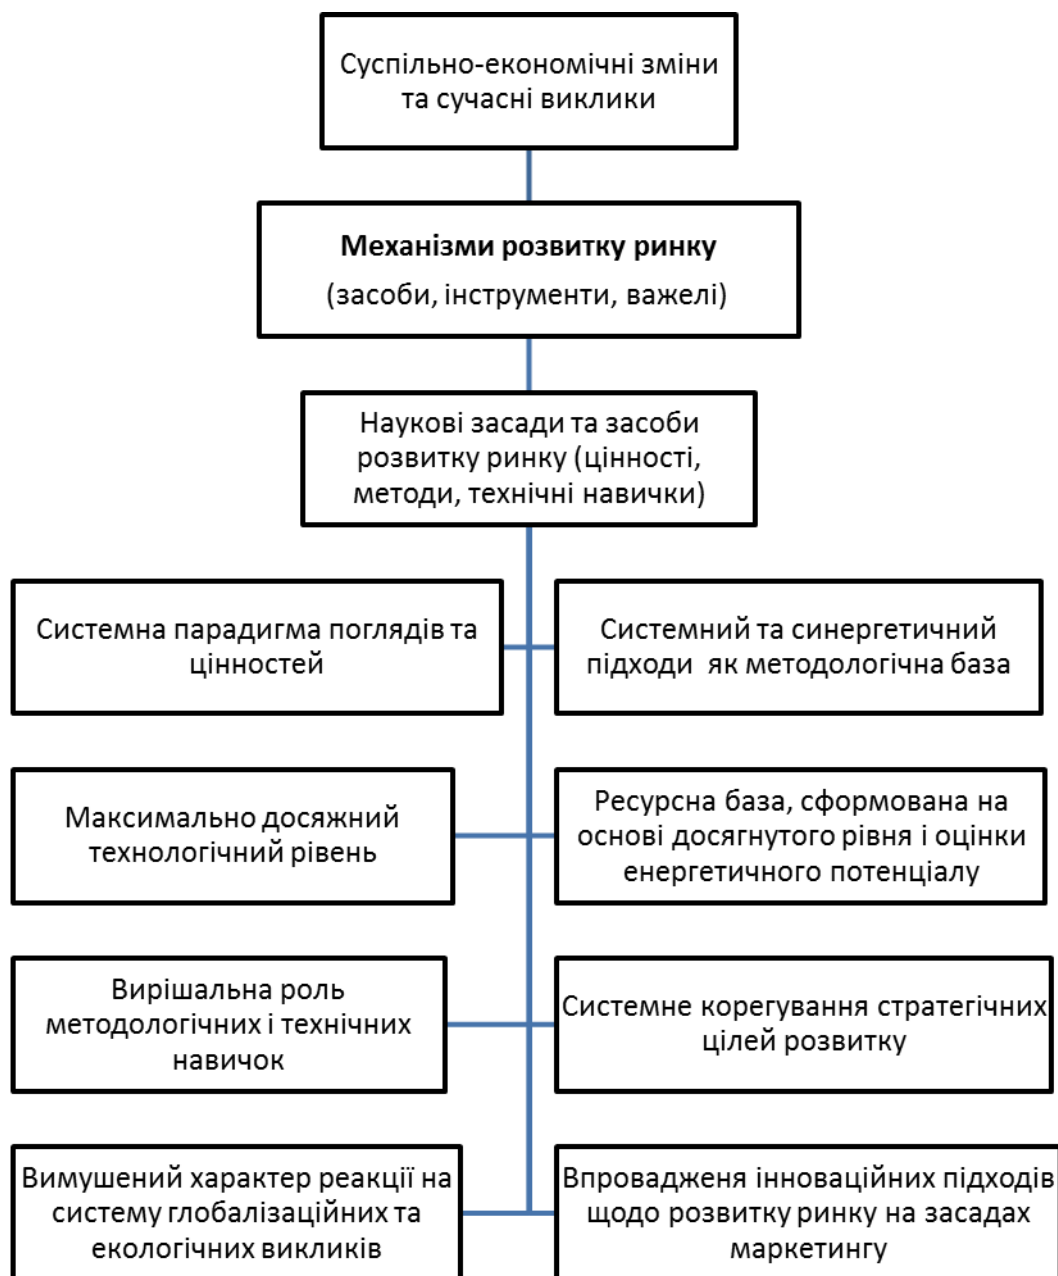 Суспільно-економічні зміни
та сучасні виклики
Механізми розвитку ринку
(засоби, інструменти, важелі)
Наукові засади та засоби
розвитку ринку (цінності,
методи, технічні навички)
Системна парадигма поглядів та
цінностей
Системний та синергетичний
підходи як методологічна база
Максимально досяжний
технологічний рівень
Ресурсна база, сформована на
основі досягнутого рівня і оцінки
енергетичного потенціалу
Вирішальна роль
методологічних і технічних
навичок
Системне корегування стратегічних
цілей розвитку
Вимушений характер реакції на
систему глобалізаційних та
екологічних викликів
Впровадженя інноваційних підходів
щодо розвитку ринку на засадах
маркетингу